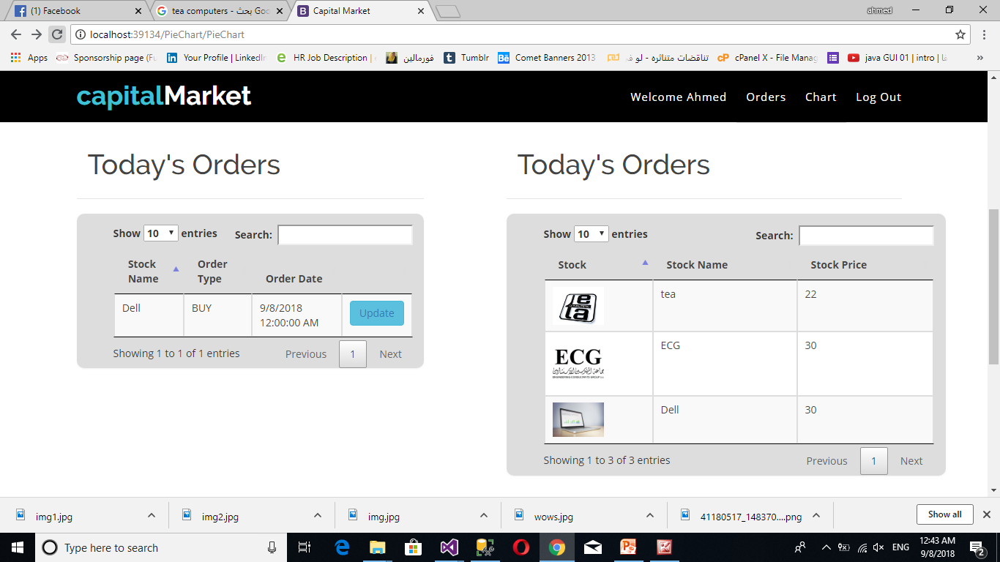 (1) Facebook
tea computers - بحث Goo
Capital Market
ahmed
localhost:39134/PieChart/PieChart
Apps
Sponsorship page (Fu
Your Profile | LinkedIn
HR Job Description |
فورمالين
Tumblr
Comet Banners 2013
تناقضات متناثره - لو ف
cPanel X - File Manag
java GUI 01 | intro | فا
»
capitalMarket
Welcome Ahmed
Orders
Chart
Log Out
Today's Orders
Show 10 entries
Search:
Stock Name
Order Type
Order Date
Dell
BUY
9/8/2018
12:00:00 AM
Update
Showing 1 to 1 of 1 entries
Previous
1
Next
Today's Orders
Show 10 entries
Search:
Stock
Stock Name
Stock Price
tea
22
ECG
ENGINEERING CONSULTANTS GROUP S.A.
ECG
30
Dell
30
Showing 1 to 3 of 3 entries
Previous
1
Next
img1.jpg
img2.jpg
img.jpg
wows.jpg
41180517_148370....png
Show all
Type here to search
ENG
12:43 AM
9/8/2018
2